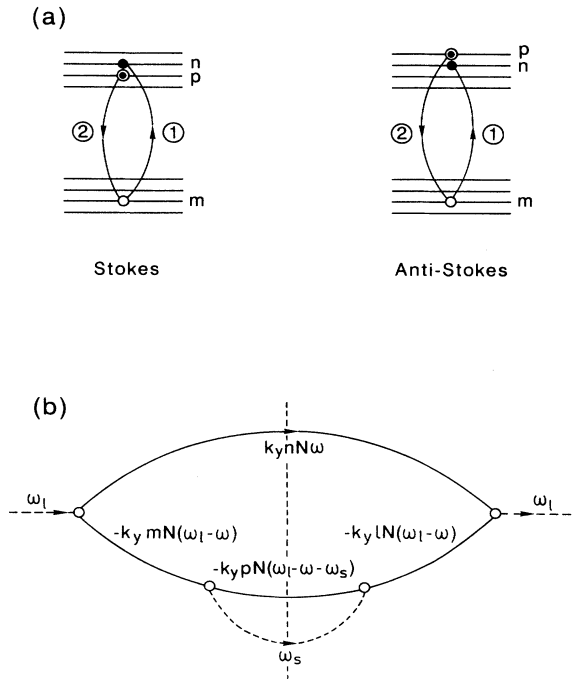 (a)
n
p
② ①
m
Stokes
p
n
② ①
m
Anti-Stokes
(b)
k_y nNω
ω_l ω_l
-k_y mN(ω_l-ω) -k_y lN(ω_l-ω)
-k_y pN(ω_l-ω-ω_s)
ω_s